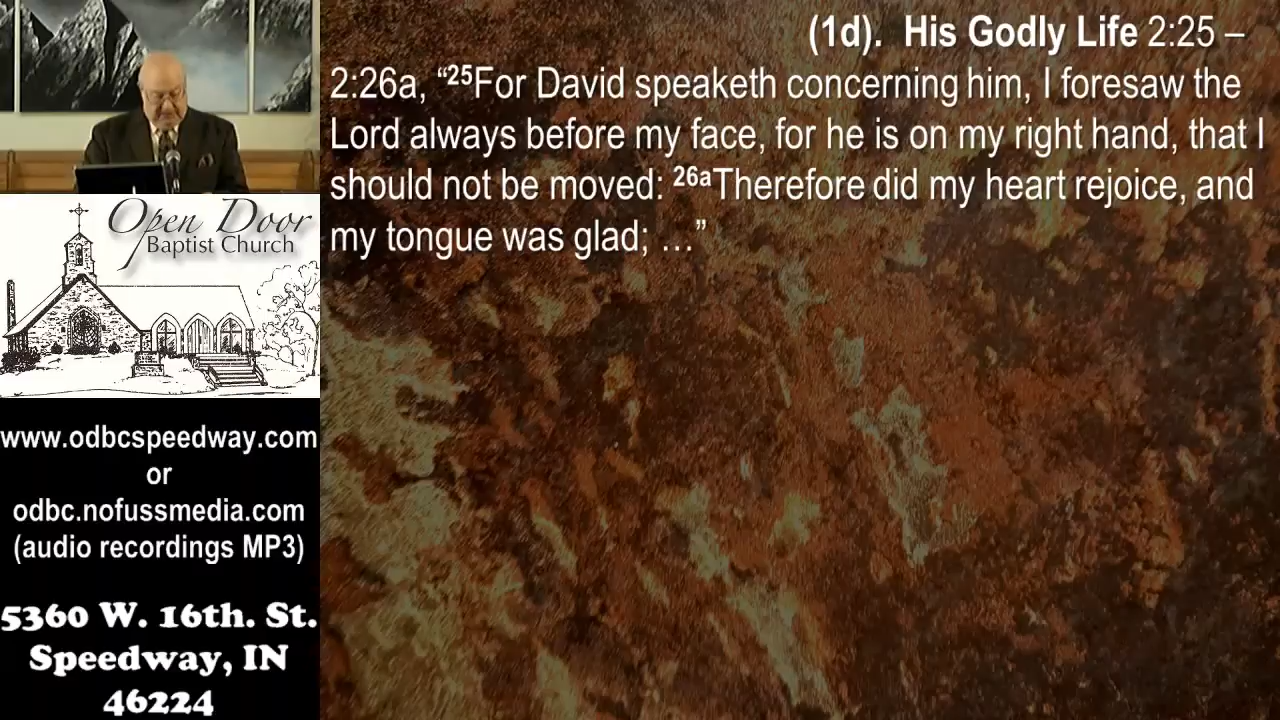 (1d). His Godly Life 2:25 –
2:26a, “25For David speaketh concerning him, I foresaw the
Lord always before my face, for he is on my right hand, that I
should not be moved: 26aTherefore did my heart rejoice, and
my tongue was glad; …”
Open Door
Baptist Church
www.odbcspeedway.com
or
odbc.nofussmedia.com
(audio recordings MP3)
5360 W. 16th. St.
Speedway, IN
46224